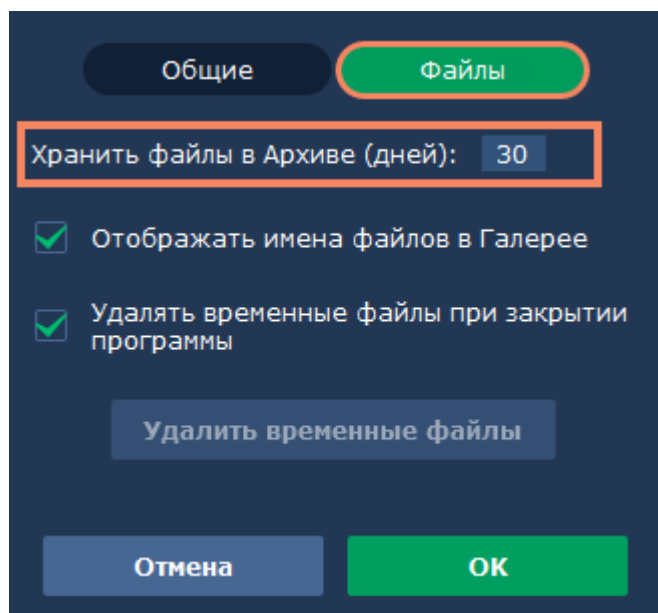 Общие Файлы
Хранить файлы в Архиве (дней): 30
Отображать имена файлов в Галерее
Удалять временные файлы при закрытии
программы
Удалить временные файлы
Отмена ОК